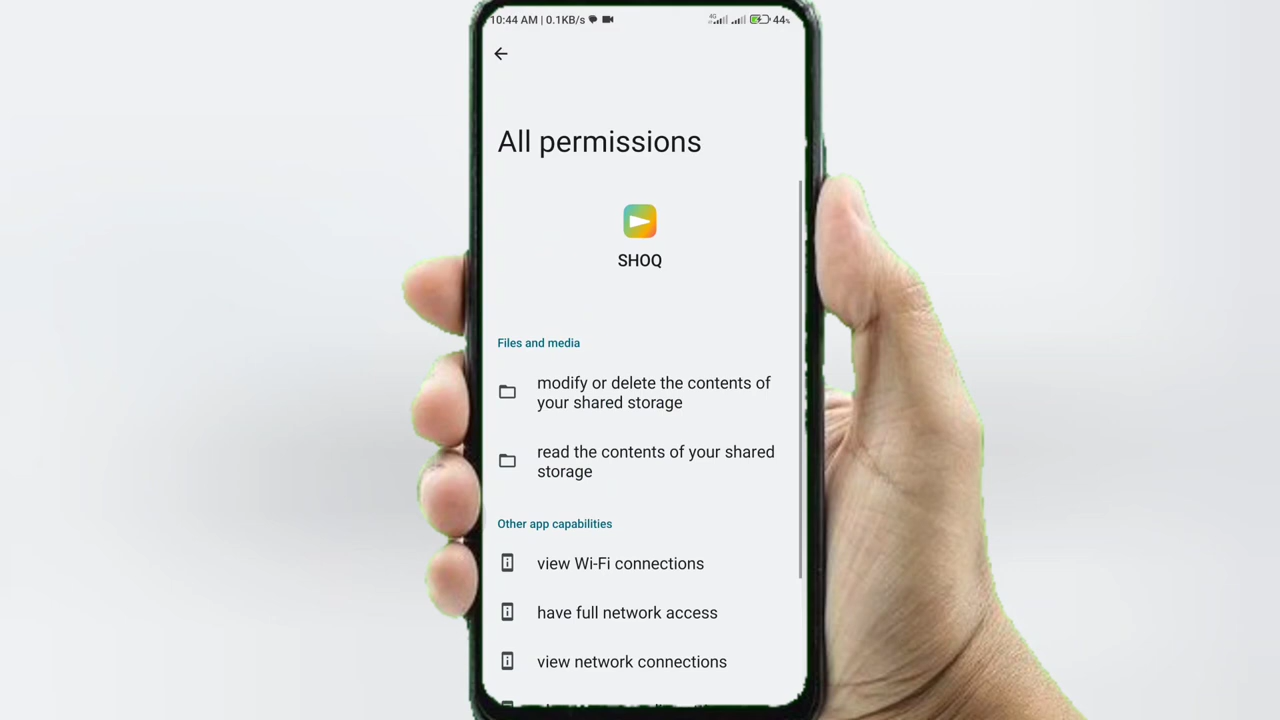 10:44 AM | 0.1KB/s
4G 44%
All permissions
SHOQ
Files and media
modify or delete the contents of
your shared storage
read the contents of your shared
storage
Other app capabilities
view Wi-Fi connections
have full network access
view network connections